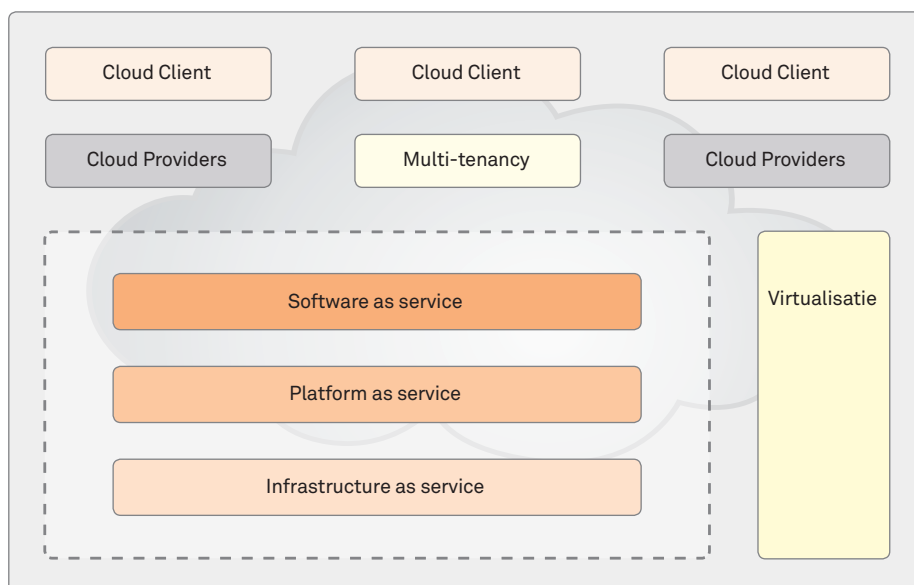 Cloud Client
Cloud Client
Cloud Client
Cloud Providers
Multi-tenancy
Cloud Providers
Software as service
Virtualisatie
Platform as service
Infrastructure as service